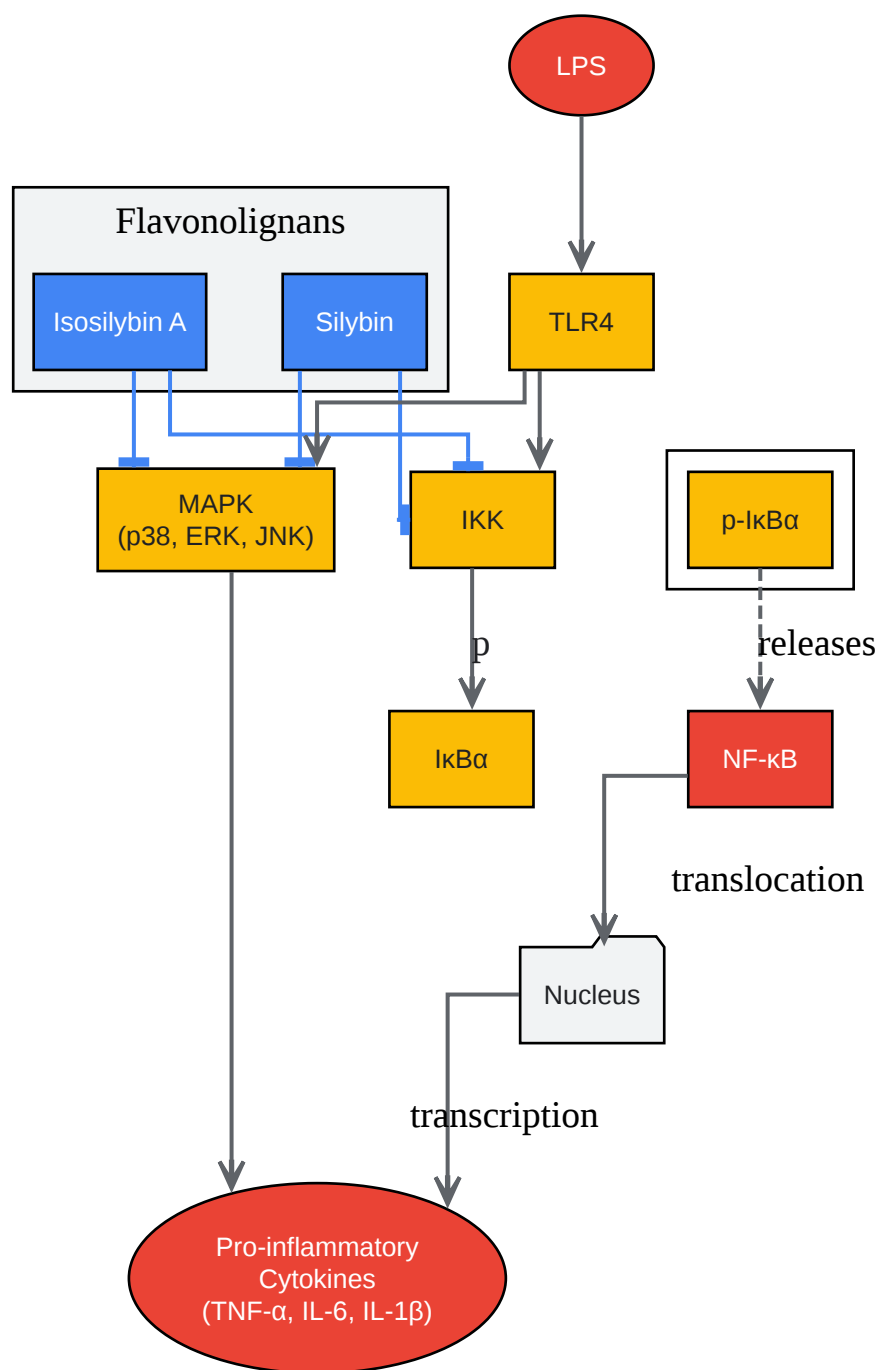 LPS
Flavonolignans
Isosilybin A
Silybin
TLR4
MAPK
(p38, ERK, JNK)
IKK
p-IκBα
p
releases
IκBα
NF-κB
translocation
Nucleus
transcription
Pro-inflammatory
Cytokines
(TNF-α, IL-6, IL-1β)